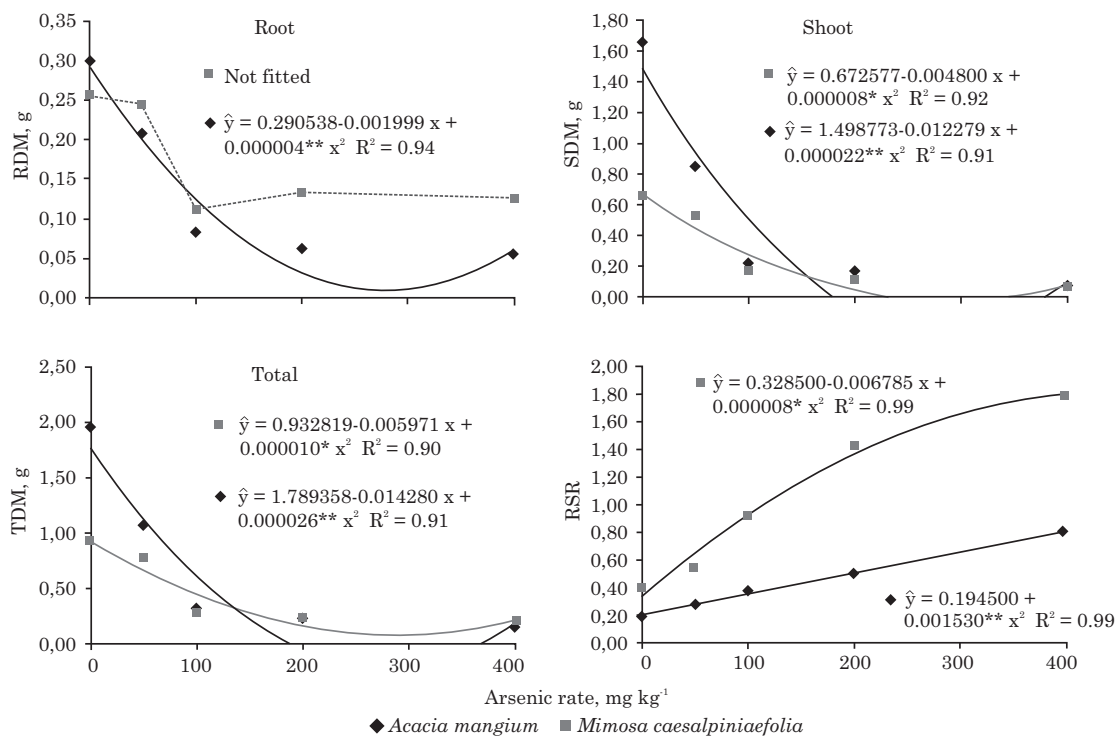 Root
RDM, g
0,35
0,30
0,25
0,20
0,15
0,10
0,05
0,00
Not fitted
ŷ = 0.290538-0.001999 x +
0.000004** x² R² = 0.94
Shoot
SDM, g
1,80
1,60
1,40
1,20
1,00
0,80
0,60
0,40
0,20
0,00
ŷ = 0.672577-0.004800 x +
0.000008* x² R² = 0.92
ŷ = 1.498773-0.012279 x +
0.000022** x² R² = 0.91
Total
TDM, g
2,50
2,00
1,50
1,00
0,50
0,00
ŷ = 0.932819-0.005971 x +
0.000010* x² R² = 0.90
ŷ = 1.789358-0.014280 x +
0.000026** x² R² = 0.91
0 100 200 300 400
RSR
2,00
1,80
1,60
1,40
1,20
1,00
0,80
0,60
0,40
0,20
0,00
ŷ = 0.328500-0.006785 x +
0.000008* x² R² = 0.99
ŷ = 0.194500 +
0.001530** x² R² = 0.99
0 100 200 300 400
Arsenic rate, mg kg⁻¹
Acacia mangium Mimosa caesalpiniaefolia